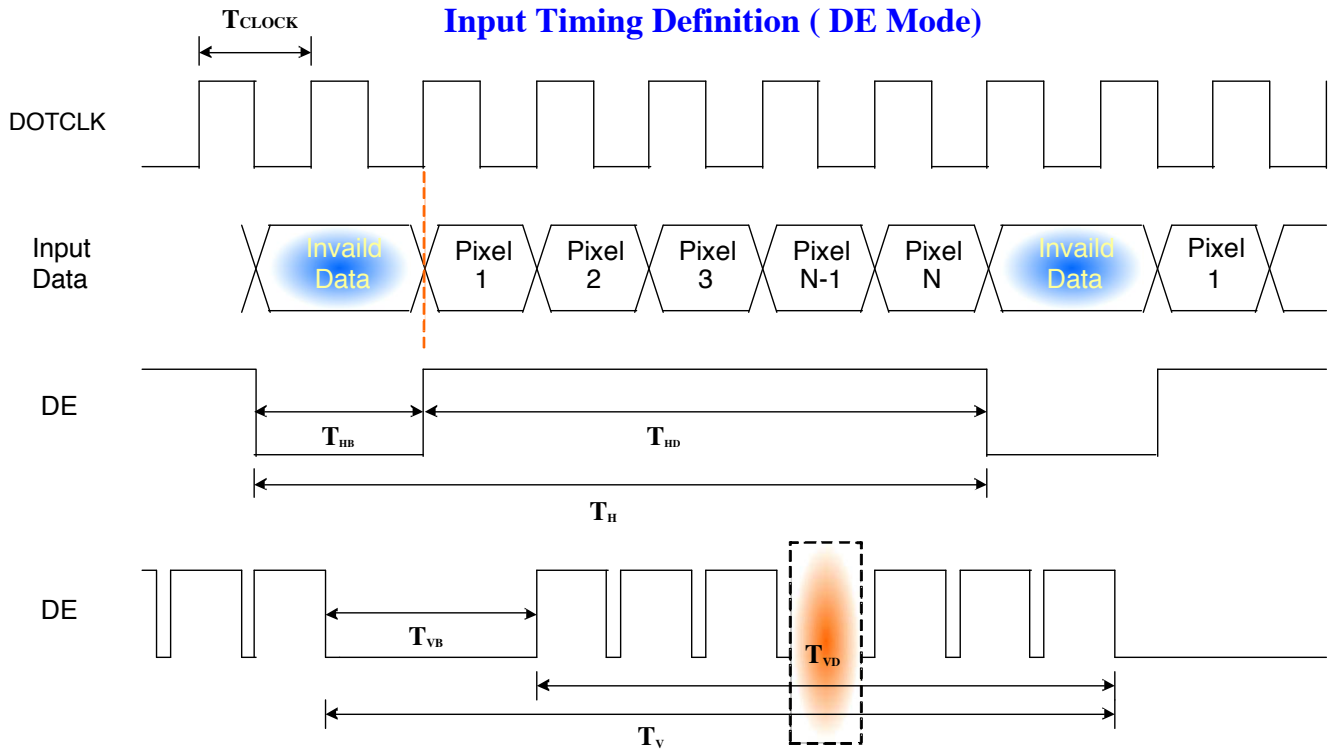 Input Timing Definition ( DE Mode)
TCLOCK
DOTCLK
Input
Data
Invaild
Data
Pixel
1
Pixel
2
Pixel
3
Pixel
N-1
Pixel
N
Invaild
Data
Pixel
1
DE
THB
THD
TH
DE
TVB
TVD
TV